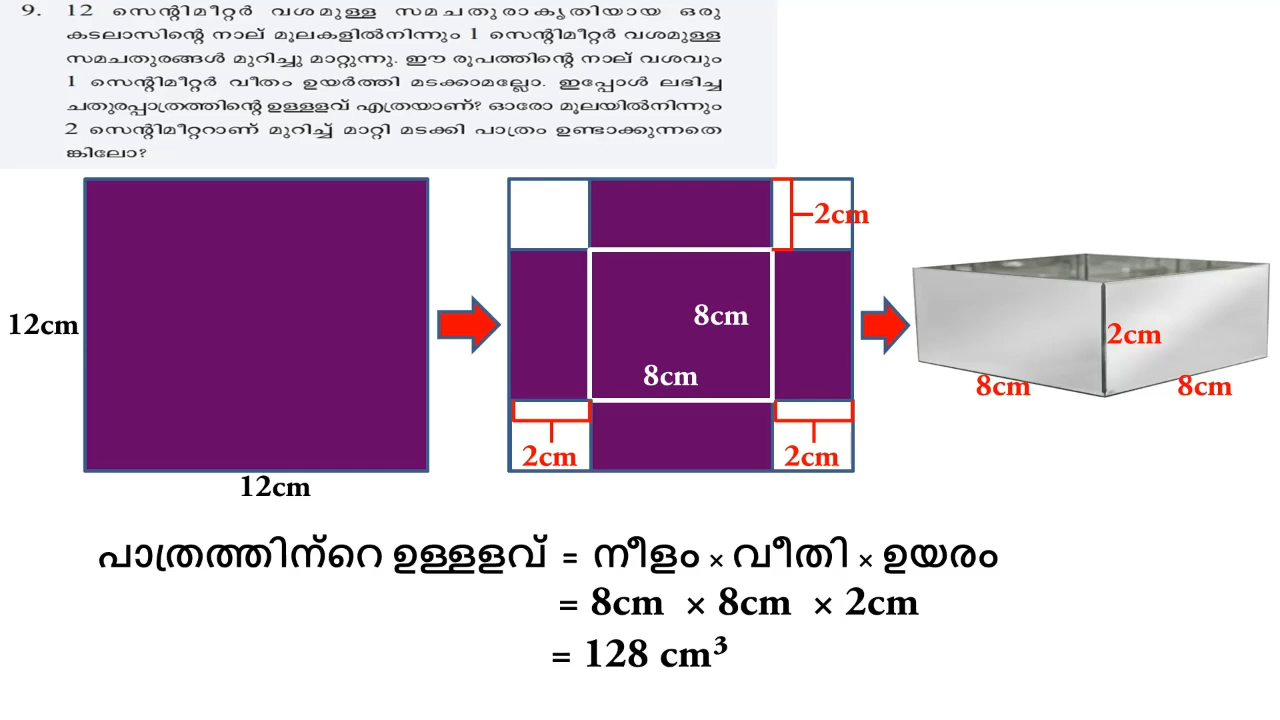 9. 12 സെന്റിമീറ്റർ വശമുള്ള സമചതുരാകൃതിയായ ഒരു
കടലാസിന്റെ നാല് മൂലകളിൽനിന്നും 1 സെന്റിമീറ്റർ വശമുള്ള
സമചതുരങ്ങൾ മുറിച്ചു മാറ്റുന്നു. ഈ രൂപത്തിന്റെ നാല് വശവും
1 സെന്റിമീറ്റർ വീതം ഉയർത്തി മടക്കാമല്ലോ. ഇപ്പോൾ ലഭിച്ച
ചതുരപ്പാത്രത്തിന്റെ ഉള്ളളവ് എത്രയാണ്? ഓരോ മൂലയിൽനിന്നും
2 സെന്റിമീറ്ററാണ് മുറിച്ച് മാറ്റി മടക്കി പാത്രം ഉണ്ടാക്കുന്നതെ
ങ്കിലോ?
2cm
12cm
8cm
8cm
2cm
8cm
8cm
2cm
2cm
12cm
പാത്രത്തിന്റെ ഉള്ളളവ് = നീളം × വീതി × ഉയരം
= 8cm × 8cm × 2cm
= 128 cm³